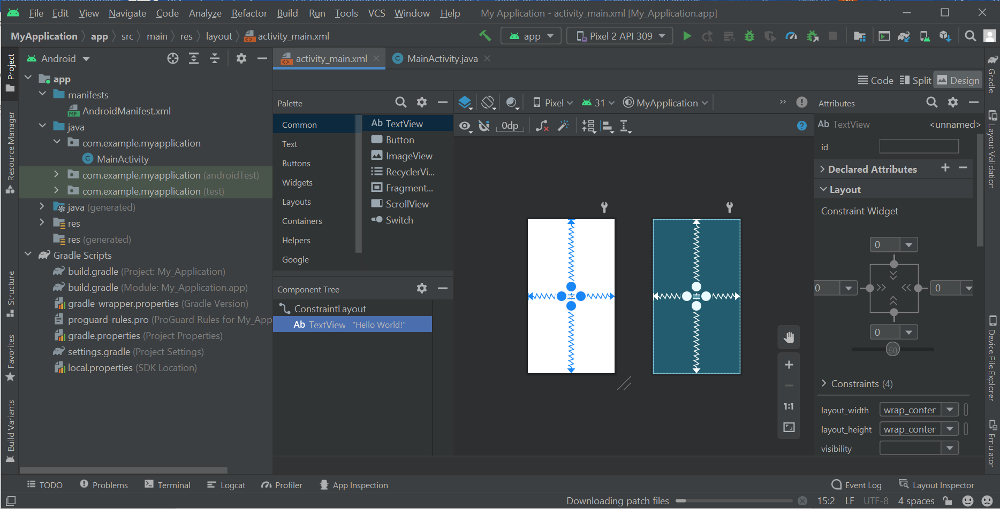 File Edit View Navigate Code Analyze Refactor Build Run Tools VCS Window Help My Application - activity_main.xml [My_Application.app]
MyApplication app src main res layout activity_main.xml app Pixel 2 API 309
Project
Resource Manager
Structure
Favorites
Build Variants
Android
app
manifests
MF AndroidManifest.xml
java
com.example.myapplication
C MainActivity
com.example.myapplication (androidTest)
com.example.myapplication (test)
java (generated)
res
res (generated)
Gradle Scripts
build.gradle (Project: My_Application)
build.gradle (Module: My_Application.app)
gradle-wrapper.properties (Gradle Version)
proguard-rules.pro (ProGuard Rules for My_App
gradle.properties (Project Properties)
settings.gradle (Project Settings)
local.properties (SDK Location)
activity_main.xml C MainActivity.java
Code Split Design
Palette
Common
Text
Buttons
Widgets
Layouts
Containers
Helpers
Google
Ab TextView
Button
ImageView
RecyclerVi...
Fragment...
ScrollView
Switch
Component Tree
ConstraintLayout
Ab TextView "Hello World!"
Pixel 31 MyApplication
0dp
1:1
Attributes
Ab TextView <unnamed>
id
Declared Attributes
Layout
Constraint Widget
0
0 0
0
50
Constraints (4)
layout_width wrap_conter
layout_height wrap_conter
visibility
Gradle
Layout Validation
Device File Explorer
Emulator
TODO Problems Terminal Logcat Profiler App Inspection Event Log Layout Inspector
Downloading patch files 15:2 LF UTF-8 4 spaces